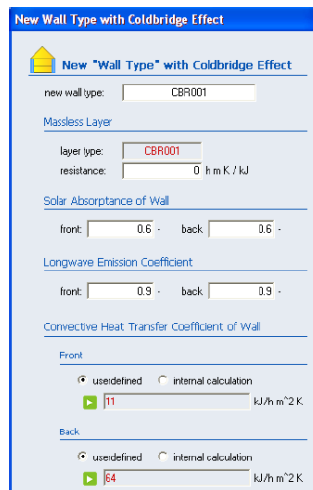 New Wall Type with Coldbridge Effect
New "Wall Type" with Coldbridge Effect
new wall type: CBR001
Massless Layer
layer type: CBR001
resistance: 0 h m K / kJ
Solar Absorptance of Wall
front: 0.6 - back 0.6 -
Longwave Emission Coefficient
front: 0.9 - back 0.9 -
Convective Heat Transfer Coefficient of Wall
Front
userdefined internal calculation
11 kJ/h m^2 K
Back
userdefined internal calculation
64 kJ/h m^2 K